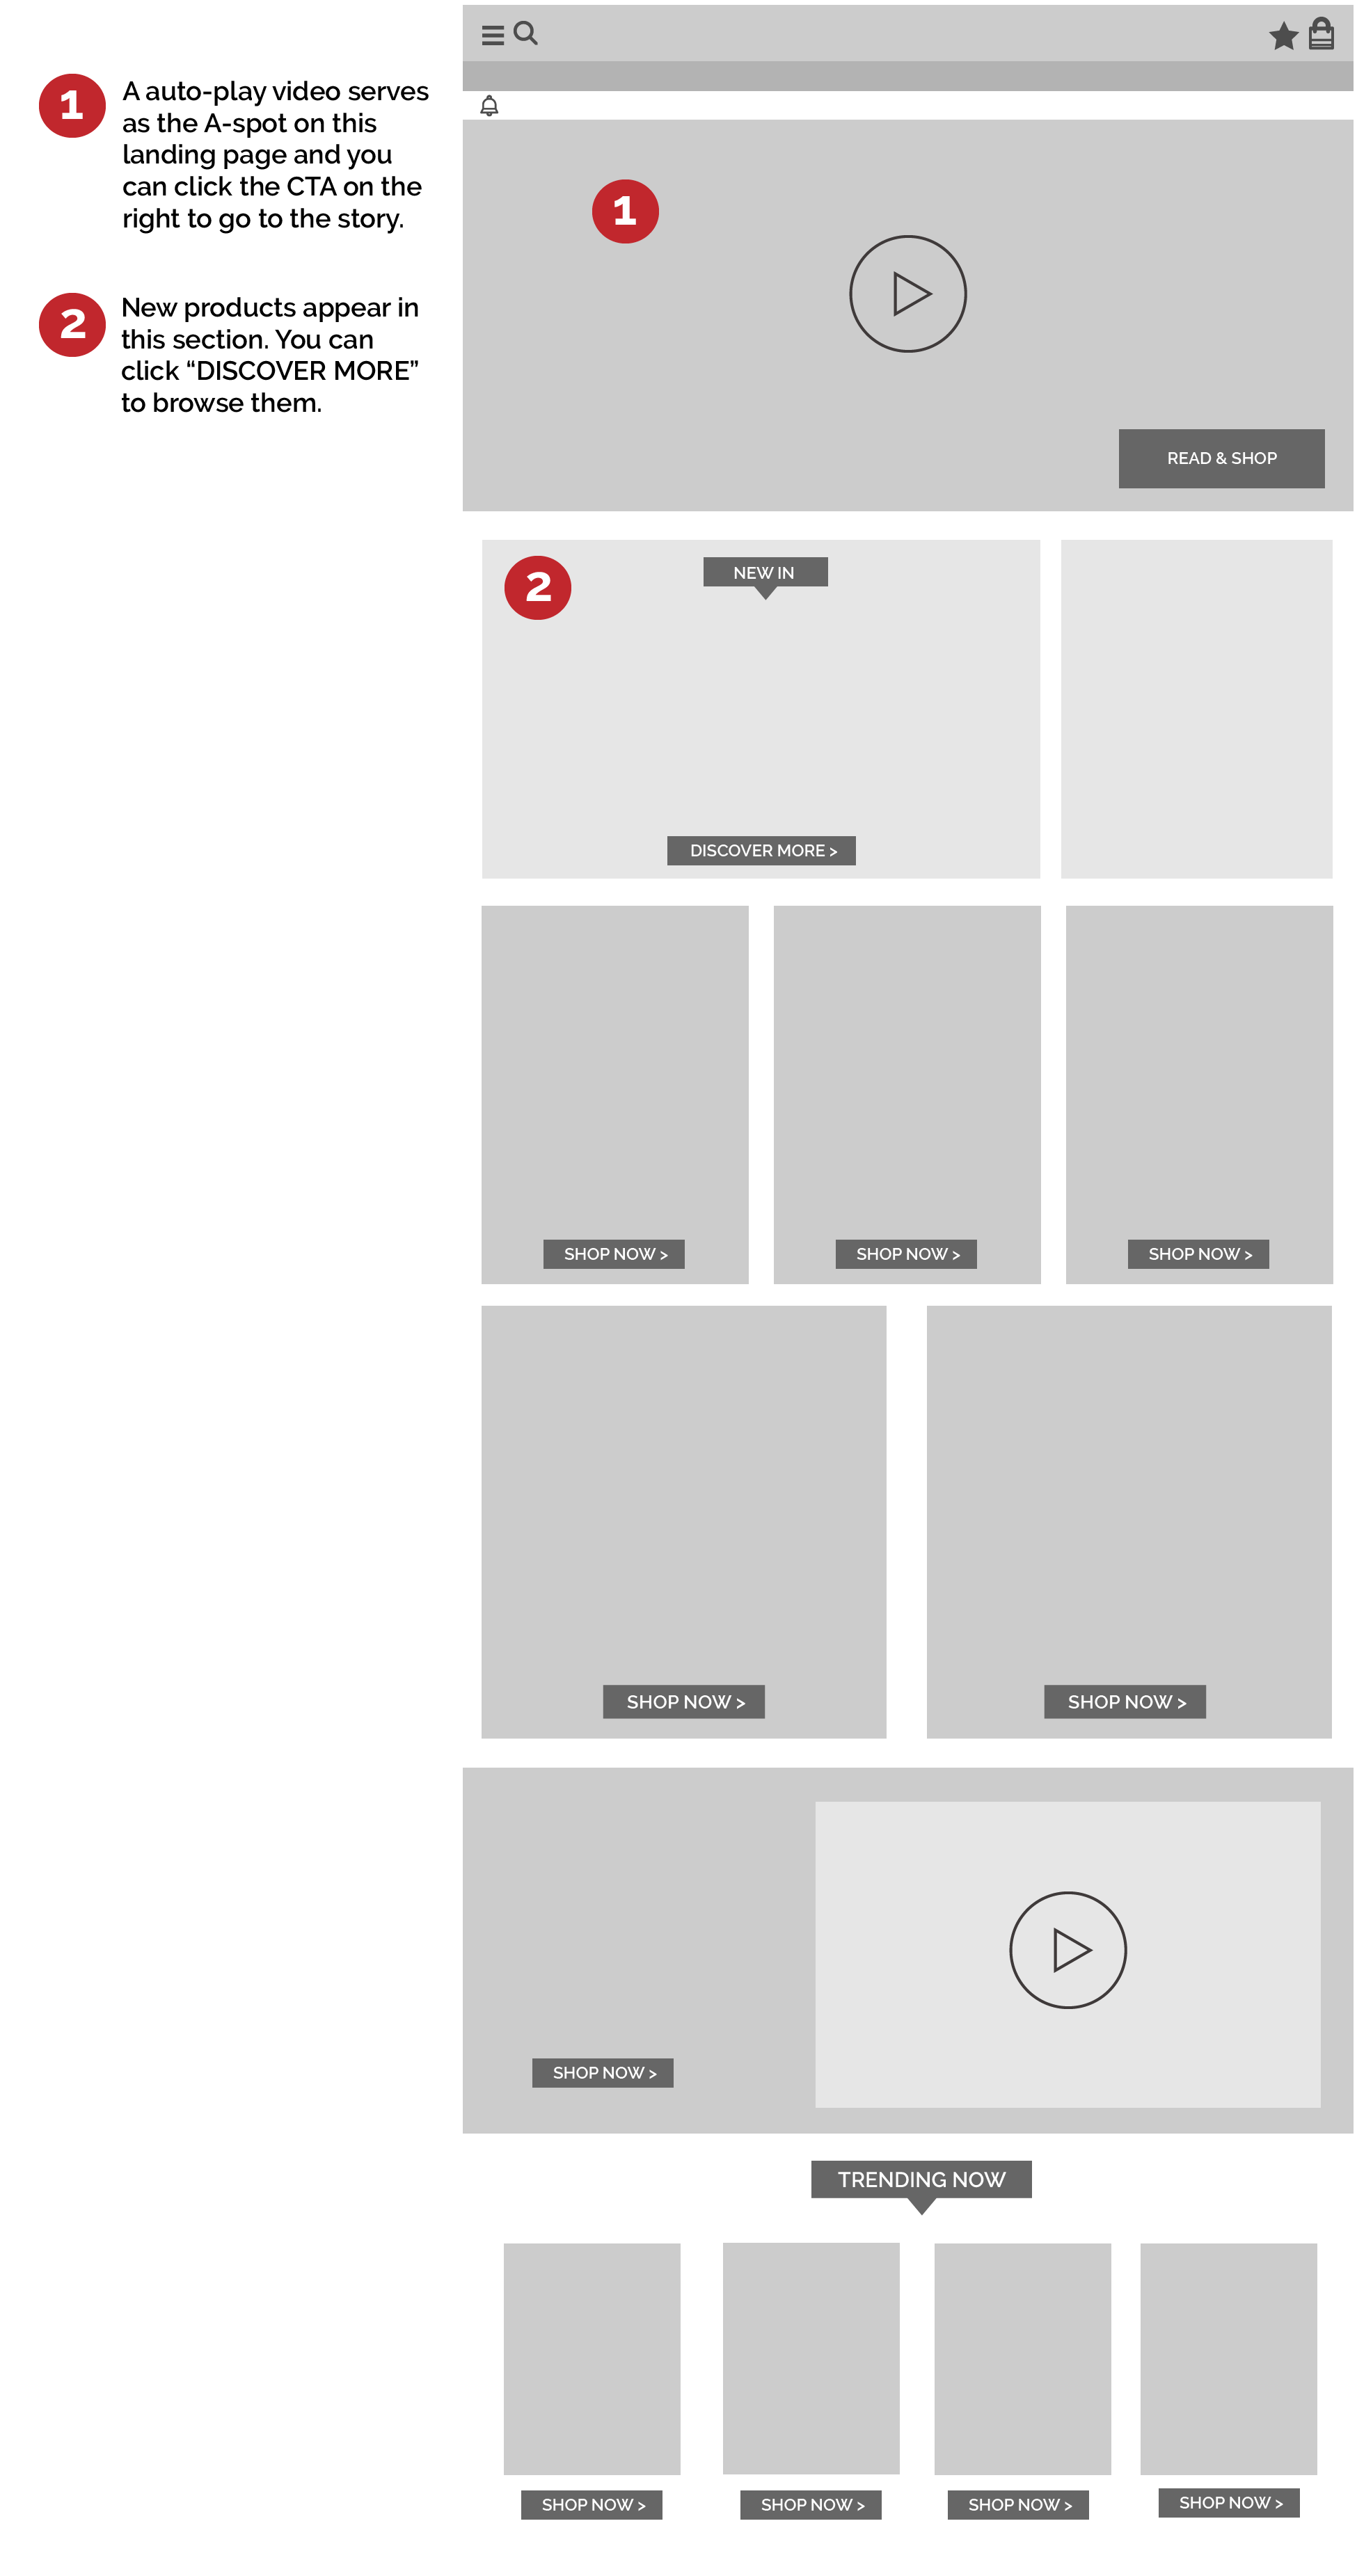 1
A auto-play video serves
as the A-spot on this
landing page and you
can click the CTA on the
right to go to the story.
2
New products appear in
this section. You can
click “DISCOVER MORE”
to browse them.
1
READ & SHOP
2
NEW IN
DISCOVER MORE >
SHOP NOW >
SHOP NOW >
SHOP NOW >
SHOP NOW >
SHOP NOW >
SHOP NOW >
TRENDING NOW
SHOP NOW >
SHOP NOW >
SHOP NOW >
SHOP NOW >